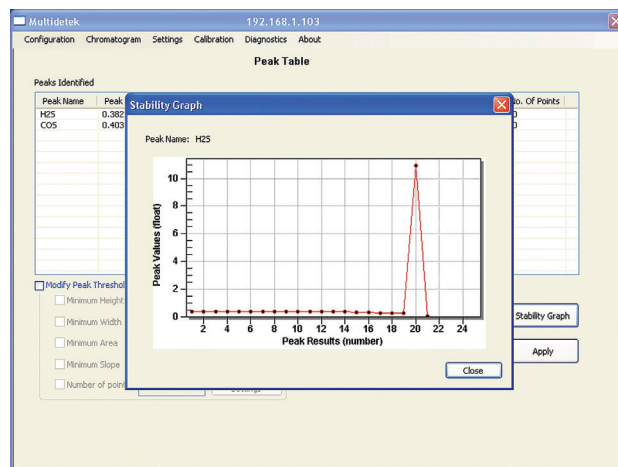 Multidetek 192.168.1.103
Configuration Chromatogram Settings Calibration Diagnostics About
Peak Table
Peaks Identified
Peak Name Peak No. Of Points
H2S 0.382
COS 0.403
Stability Graph
Peak Name: H2S
Peak Values (float)
10
8
6
4
2
0
2 4 6 8 10 12 14 16 18 20 22 24
Peak Results (number)
Close
Modify Peak Threshol
Minimum Height
Minimum Width
Minimum Area
Minimum Slope
Number of point
Stability Graph
Apply